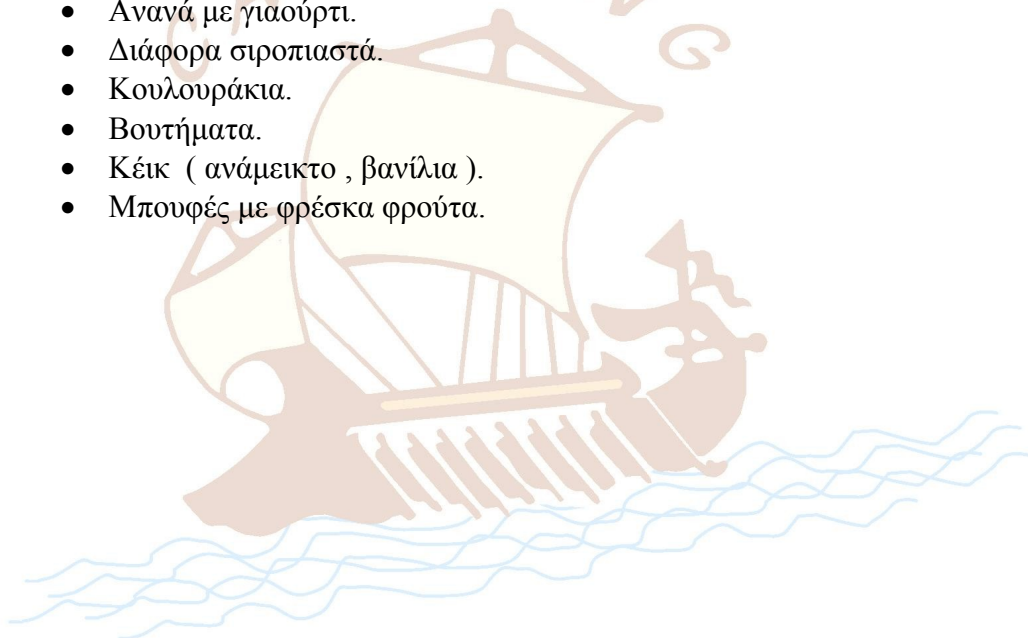 • Ανανά με γιαούρτι.
• Διάφορα σιροπιαστά.
• Κουλουράκια.
• Βουτήματα.
• Κέικ ( ανάμεικτο , βανίλια ).
• Μπουφές με φρέσκα φρούτα.